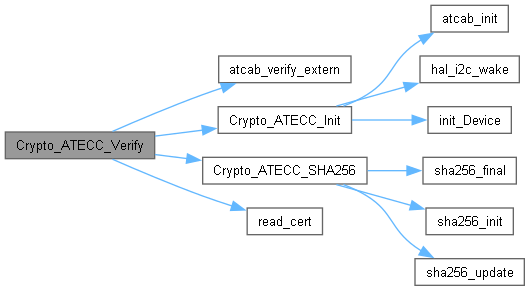 atcab_init
hal_i2c_wake
atcab_verify_extern
Crypto_ATECC_Init
init_Device
Crypto_ATECC_Verify
Crypto_ATECC_SHA256
sha256_final
read_cert
sha256_init
sha256_update